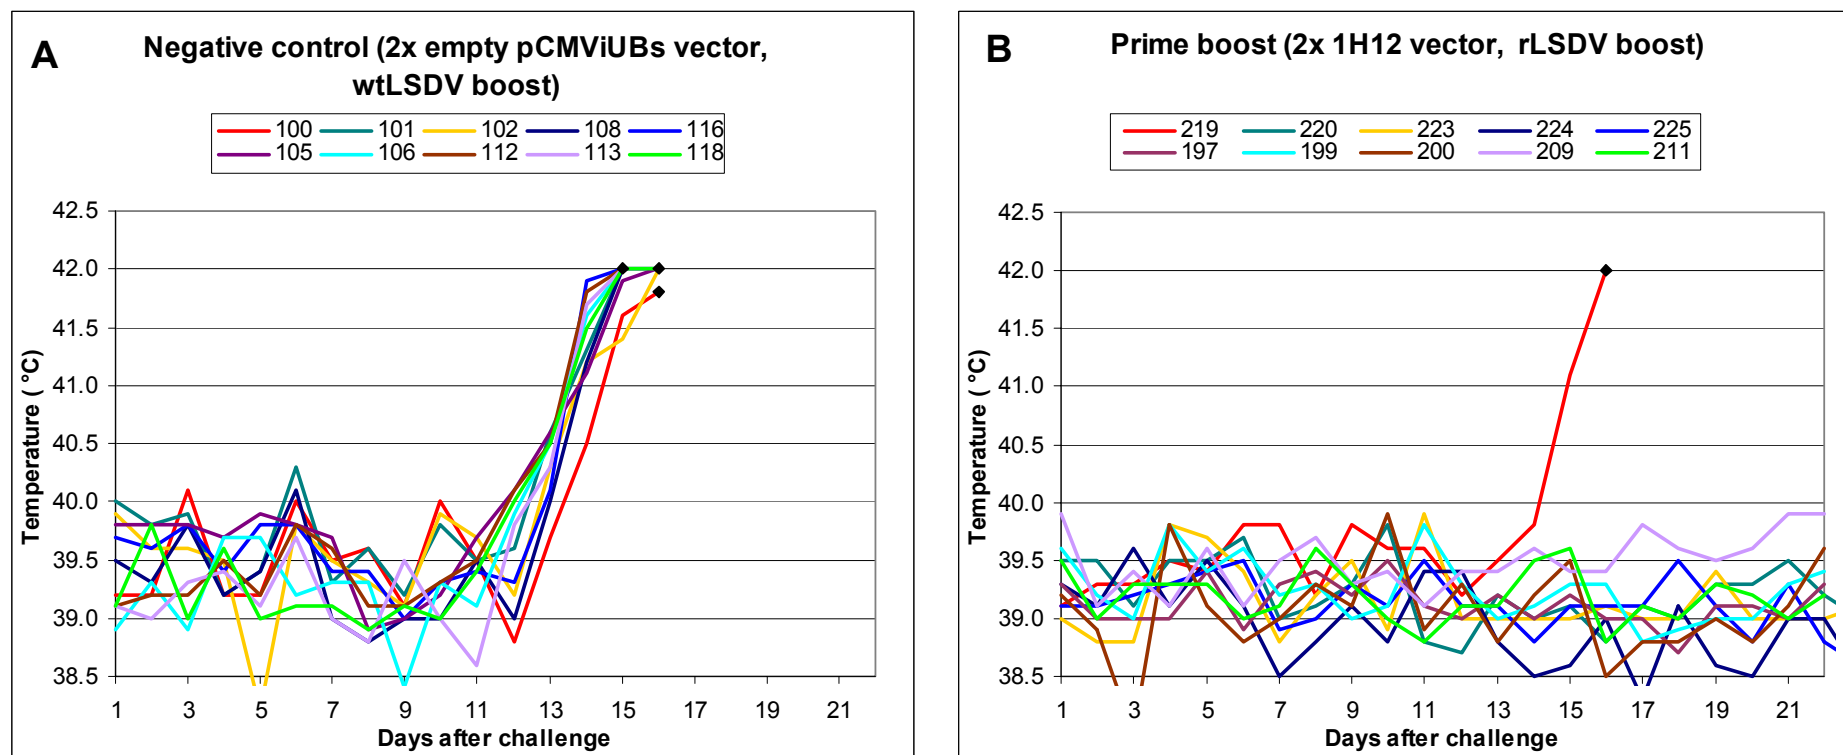 A
Negative control (2x empty pCMViUBs vector,
wtLSDV boost)
100 101 102 108 116
105 106 112 113 118
42.5
42.0
41.5
41.0
40.5
40.0
39.5
39.0
38.5
Temperature ( °C)
1 3 5 7 9 11 13 15 17 19 21
Days after challenge
B
Prime boost (2x 1H12 vector, rLSDV boost)
219 220 223 224 225
197 199 200 209 211
42.5
42.0
41.5
41.0
40.5
40.0
39.5
39.0
38.5
Temperature ( °C)
1 3 5 7 9 11 13 15 17 19 21
Days after challenge